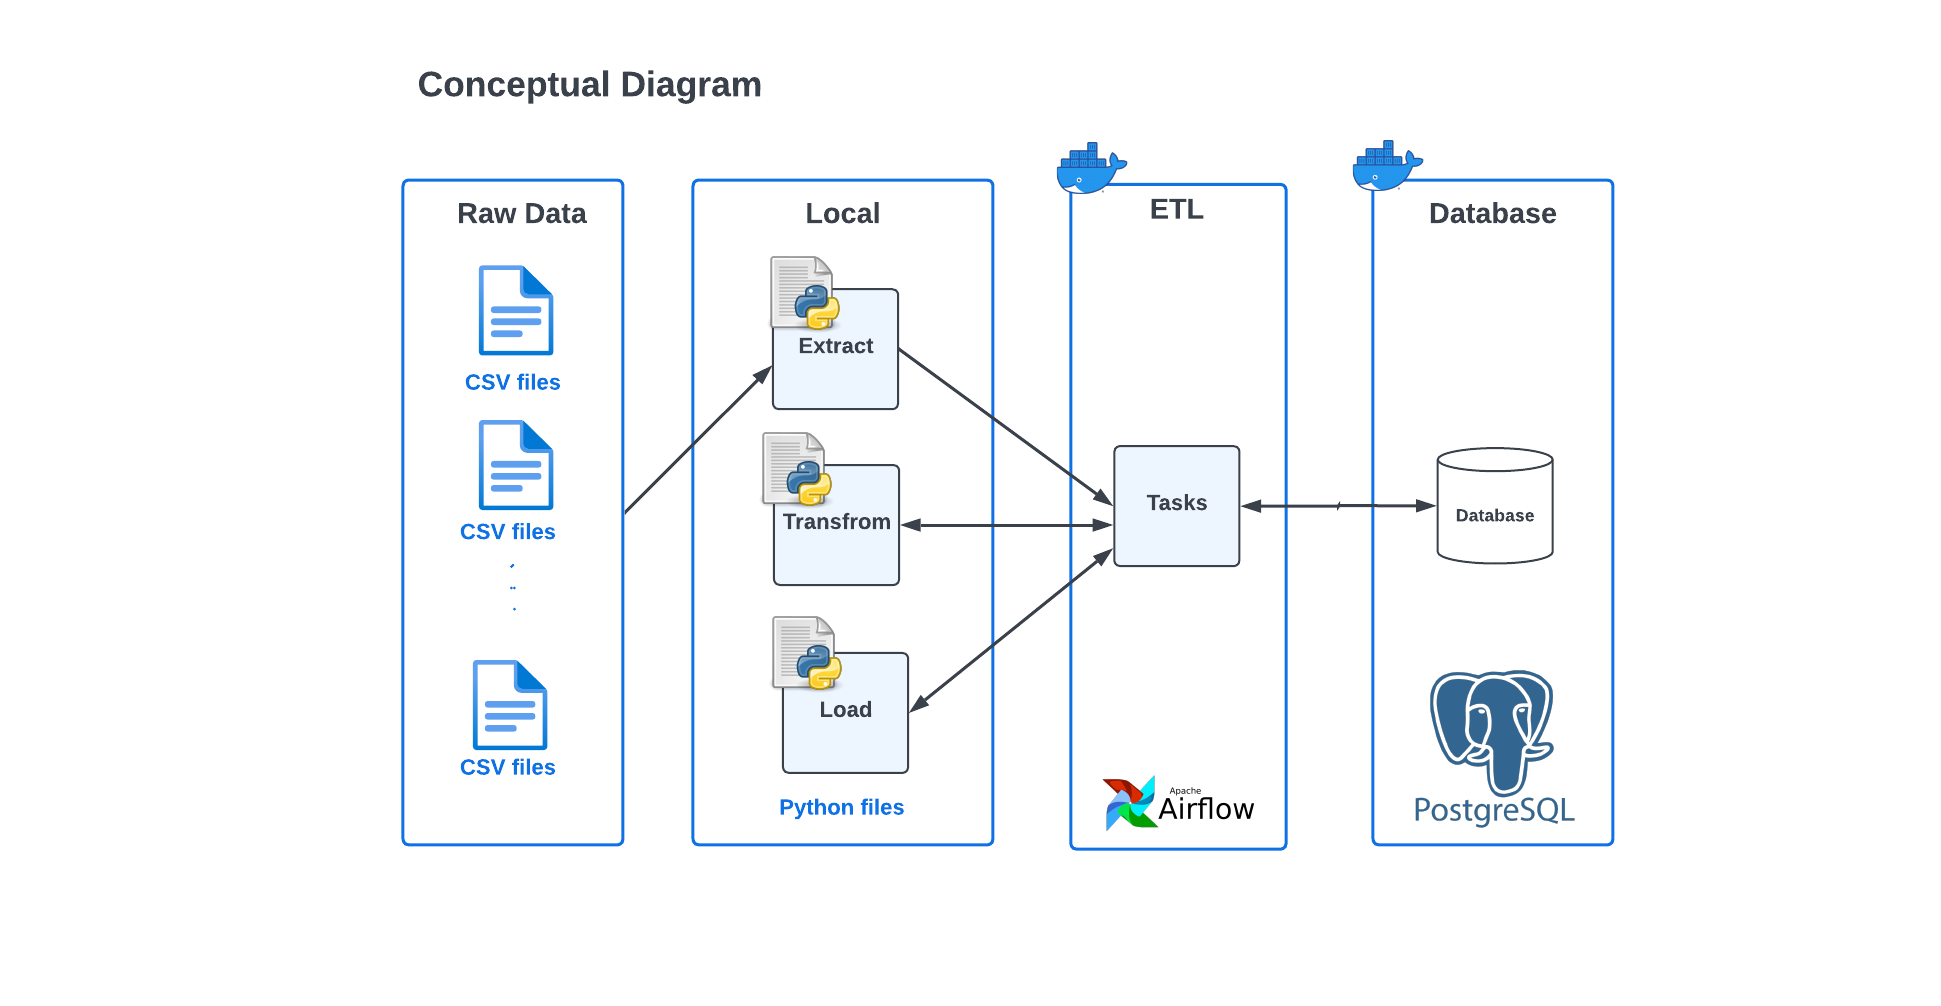 Conceptual Diagram
Raw Data
CSV files
CSV files
CSV files
Local
Extract
Transfrom
Load
Python files
ETL
Tasks
Apache
Airflow
Database
Database
PostgreSQL